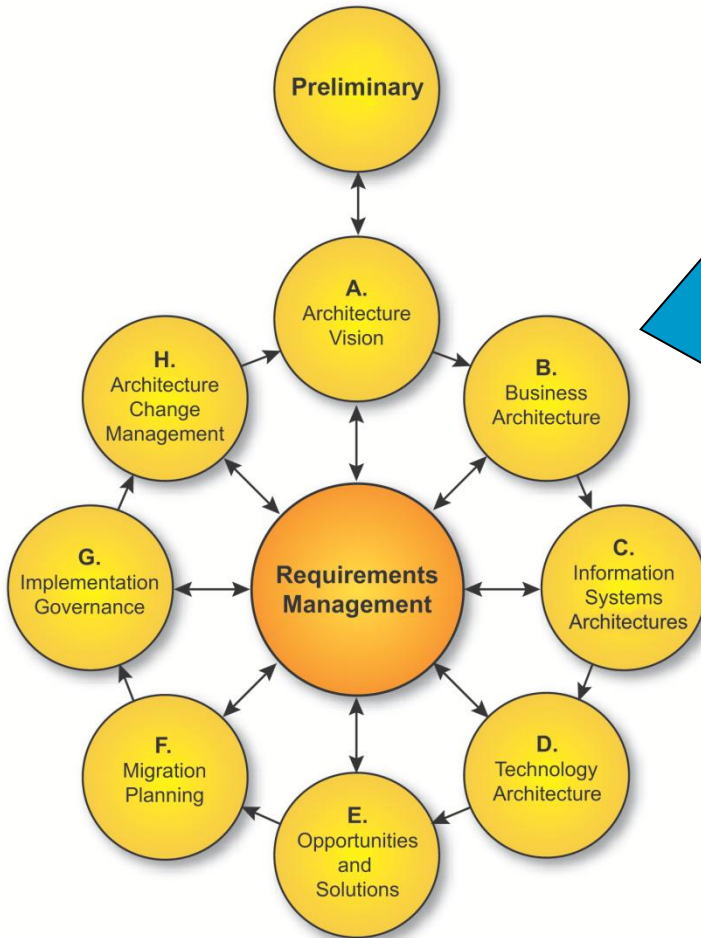 Preliminary
A.
Architecture
Vision
B.
Business
Architecture
C.
Information
Systems
Architectures
D.
Technology
Architecture
E.
Opportunities
and
Solutions
F.
Migration
Planning
G.
Implementation
Governance
H.
Architecture
Change
Management
Requirements
Management